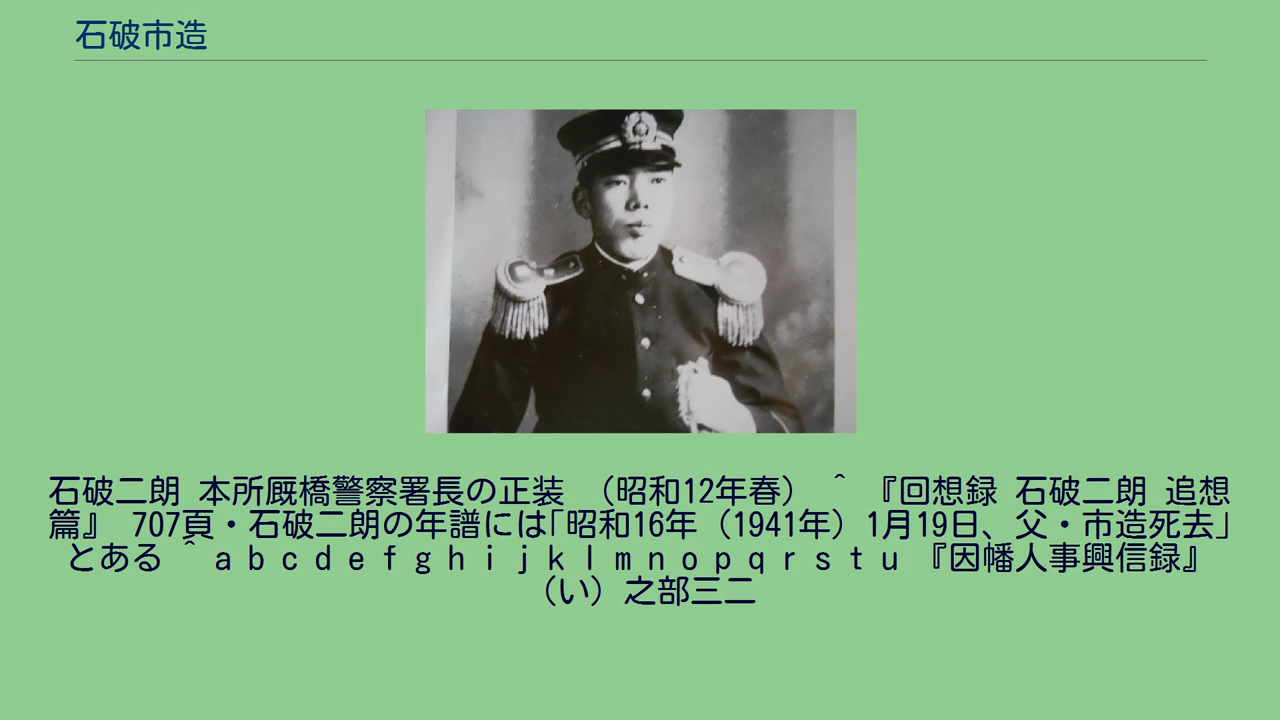 石破市造
石破二朗 本所厩橋警察署長の正装 （昭和12年春） ^ 『回想録 石破二朗 追想
篇』 707頁・石破二朗の年譜には「昭和16年（1941年）1月19日、父・市造死去」
とある ^ a b c d e f g h i j k l m n o p q r s t u 『因幡人事興信録』
（い）之部三二